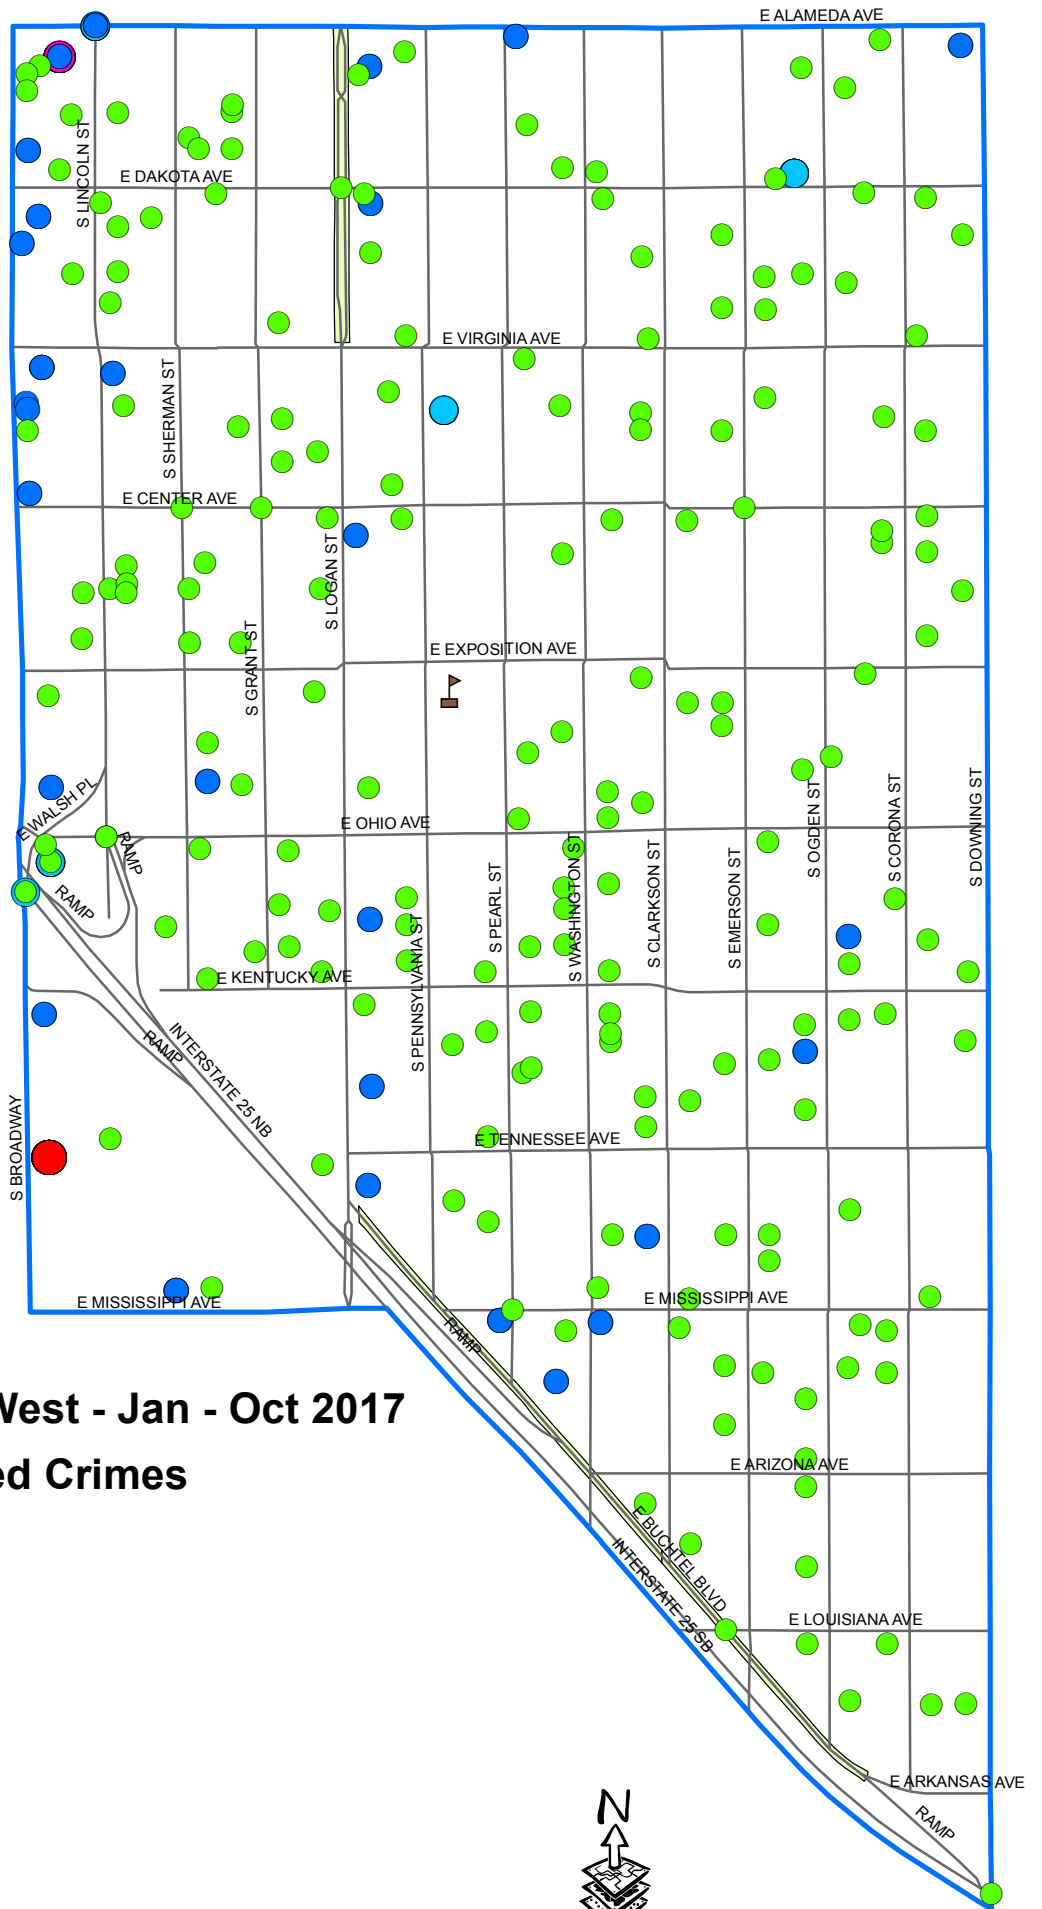 E ALAMEDA AVE
S LINCOLN ST
E DAKOTA AVE
E VIRGINIA AVE
S SHERMAN ST
E CENTER AVE
S LOGAN ST
S GRANT ST
E EXPOSITION AVE
E WALSH PL
RAMP
E OHIO AVE
S OGDEN ST
S CORONA ST
S DOWNING ST
RAMP
S PEARL ST
S WASHINGTON ST
S CLARKSON ST
S EMERSON ST
S PENNSYLVANIA ST
E KENTUCKY AVE
RAMP
INTERSTATE 25 NB
S BROADWAY
E TENNESSEE AVE
E MISSISSIPPI AVE
E MISSISSIPPI AVE
RAMP
West - Jan - Oct 2017
ed Crimes
E ARIZONA AVE
E BUCHTEL BLVD
INTERSTATE 25 SB
E LOUISIANA AVE
E ARKANSAS AVE
RAMP
N